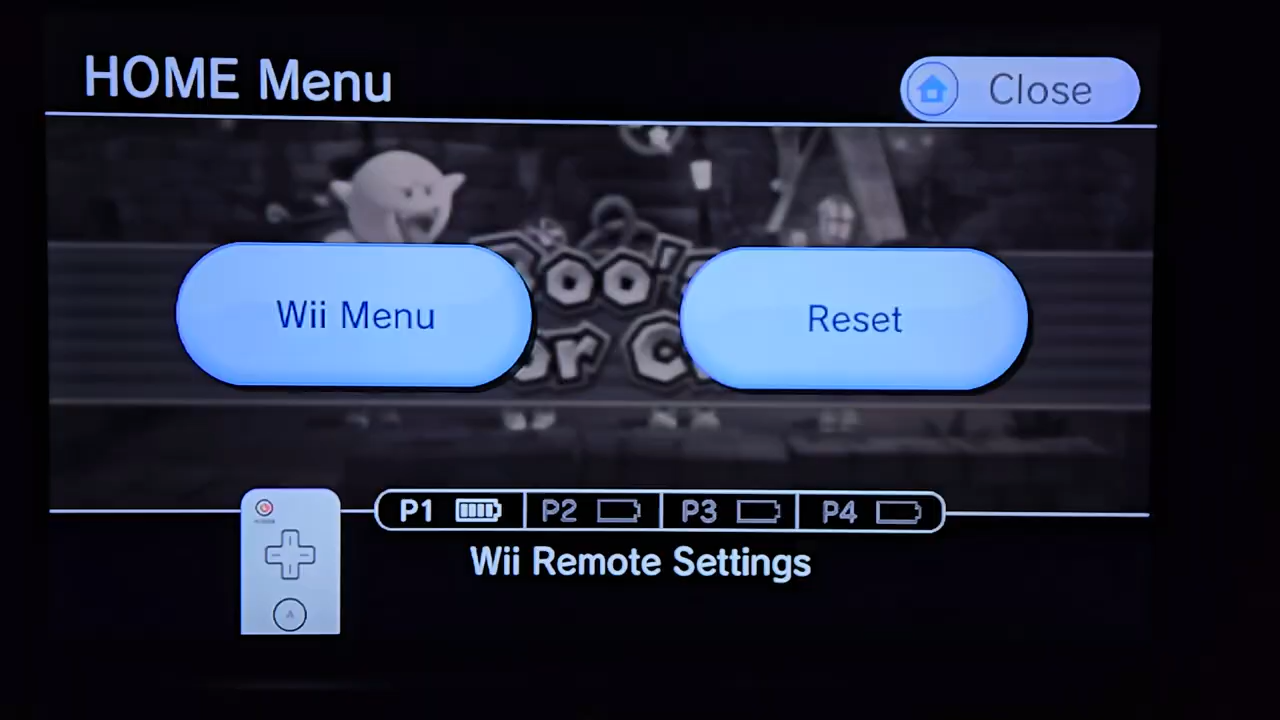 HOME Menu
Close
Wii Menu
Reset
P1 P2 P3 P4
Wii Remote Settings
A